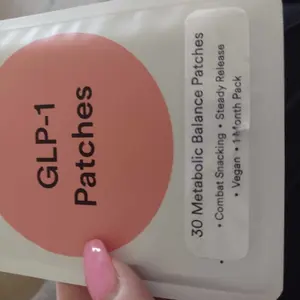 GLP-1
Patches
30 Metabolic Balance Patches
• Combat Snacking • Steady Release
• Vegan • 1 Month Pack